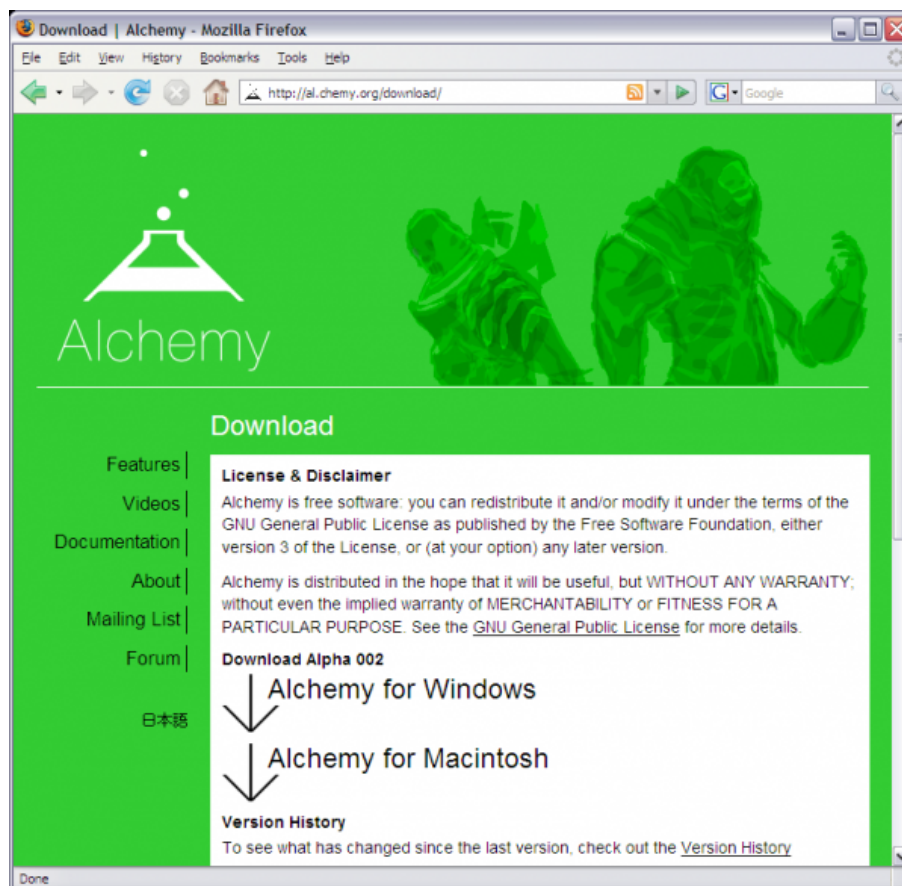 Download | Alchemy - Mozilla Firefox
File Edit View History Bookmarks Tools Help
http://al.chemy.org/download/
G Google
Alchemy
Download
Features
Videos
Documentation
About
Mailing List
Forum
日本語
License & Disclaimer
Alchemy is free software: you can redistribute it and/or modify it under the terms of the
GNU General Public License as published by the Free Software Foundation, either
version 3 of the License, or (at your option) any later version.
Alchemy is distributed in the hope that it will be useful, but WITHOUT ANY WARRANTY;
without even the implied warranty of MERCHANTABILITY or FITNESS FOR A
PARTICULAR PURPOSE. See the GNU General Public License for more details.
Download Alpha 002
Alchemy for Windows
Alchemy for Macintosh
Version History
To see what has changed since the last version, check out the Version History
Done